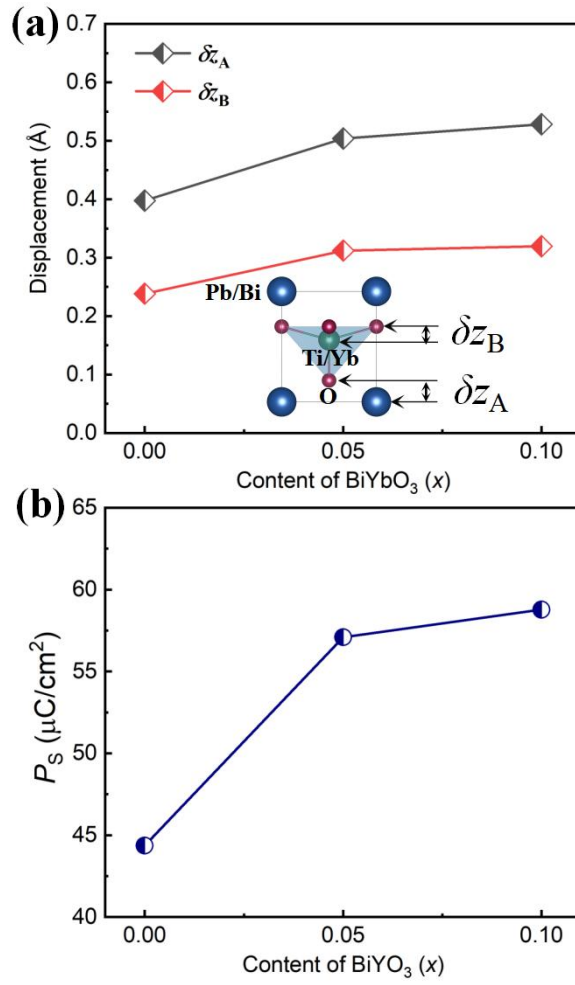 (a)
0.7
0.6
0.5
0.4
0.3
0.2
0.1
0.0
Displacement (Å)
δzA
δzB
Pb/Bi
Ti/Yb
O
δzB
δzA
0.00 0.05 0.10
Content of BiYbO3 (x)
(b)
65
60
55
50
45
40
PS (μC/cm²)
0.00 0.05 0.10
Content of BiYO3 (x)